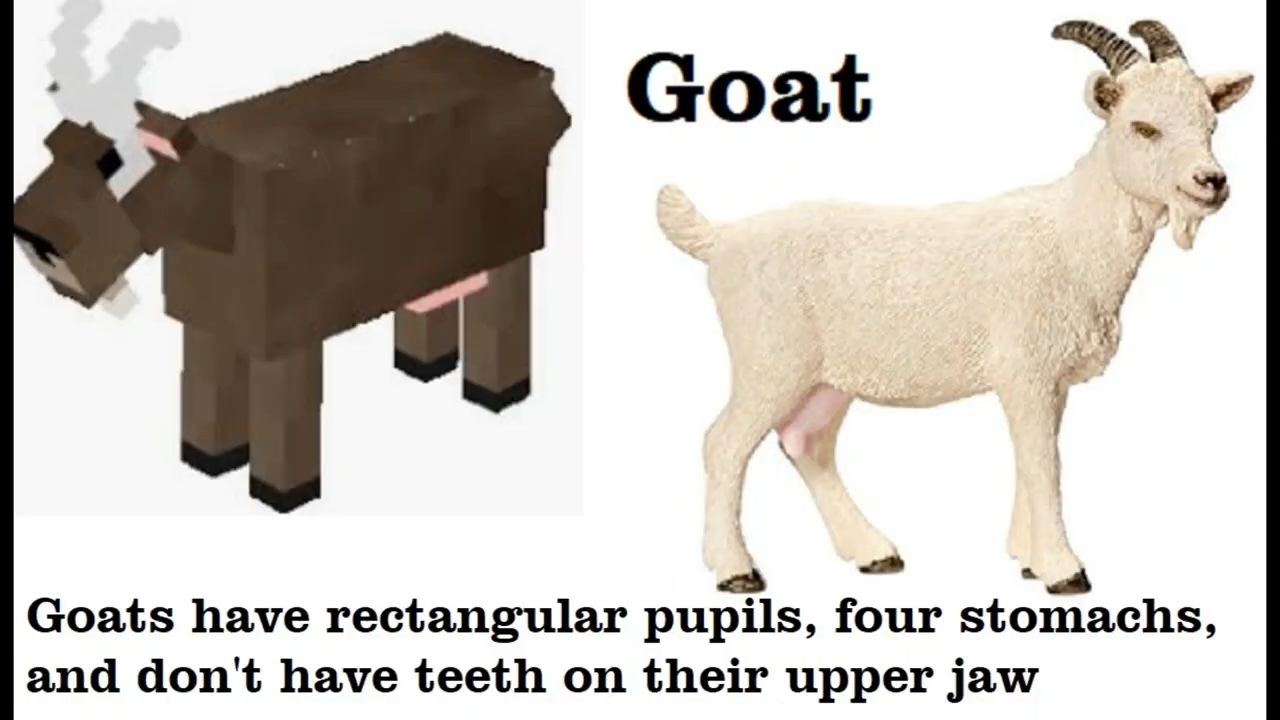 Goat
Goats have rectangular pupils, four stomachs,
and don't have teeth on their upper jaw